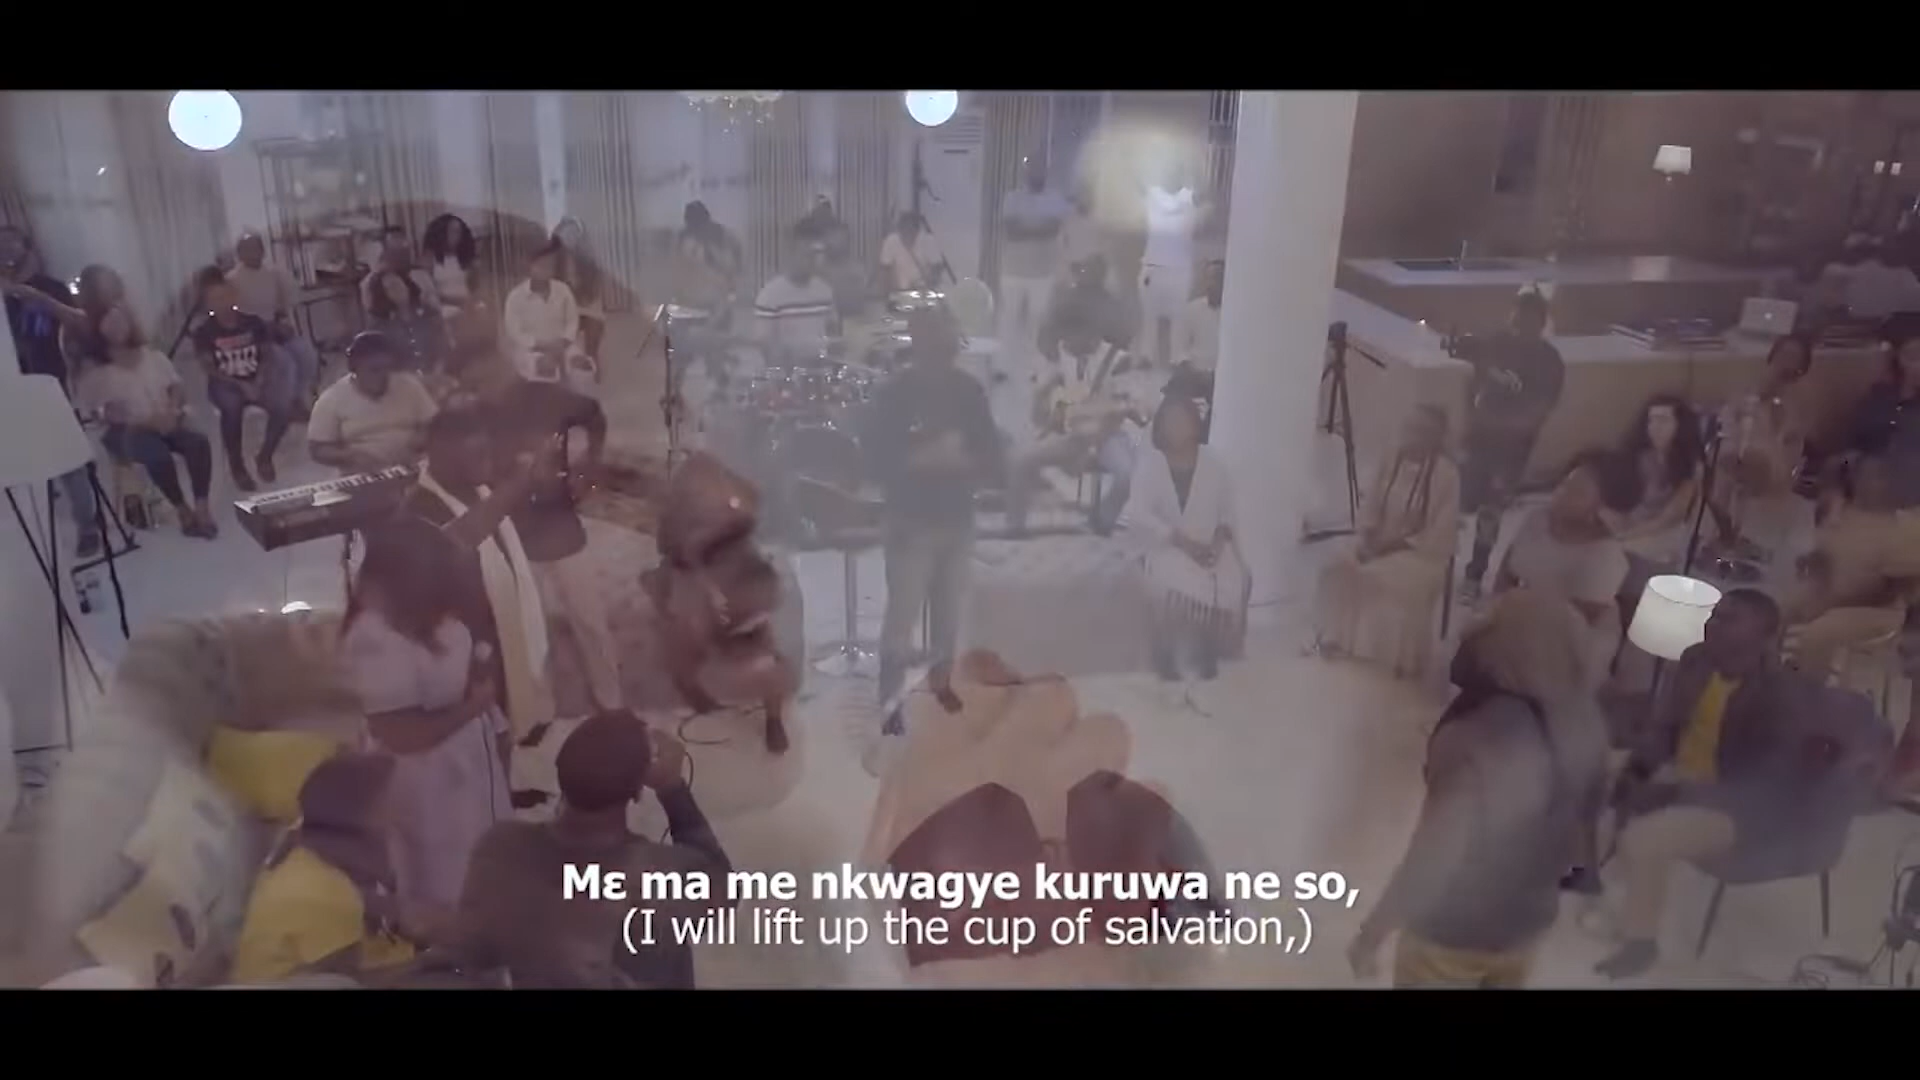 Mɛ ma me nkwagye kuruwa ne so,
(I will lift up the cup of salvation,)